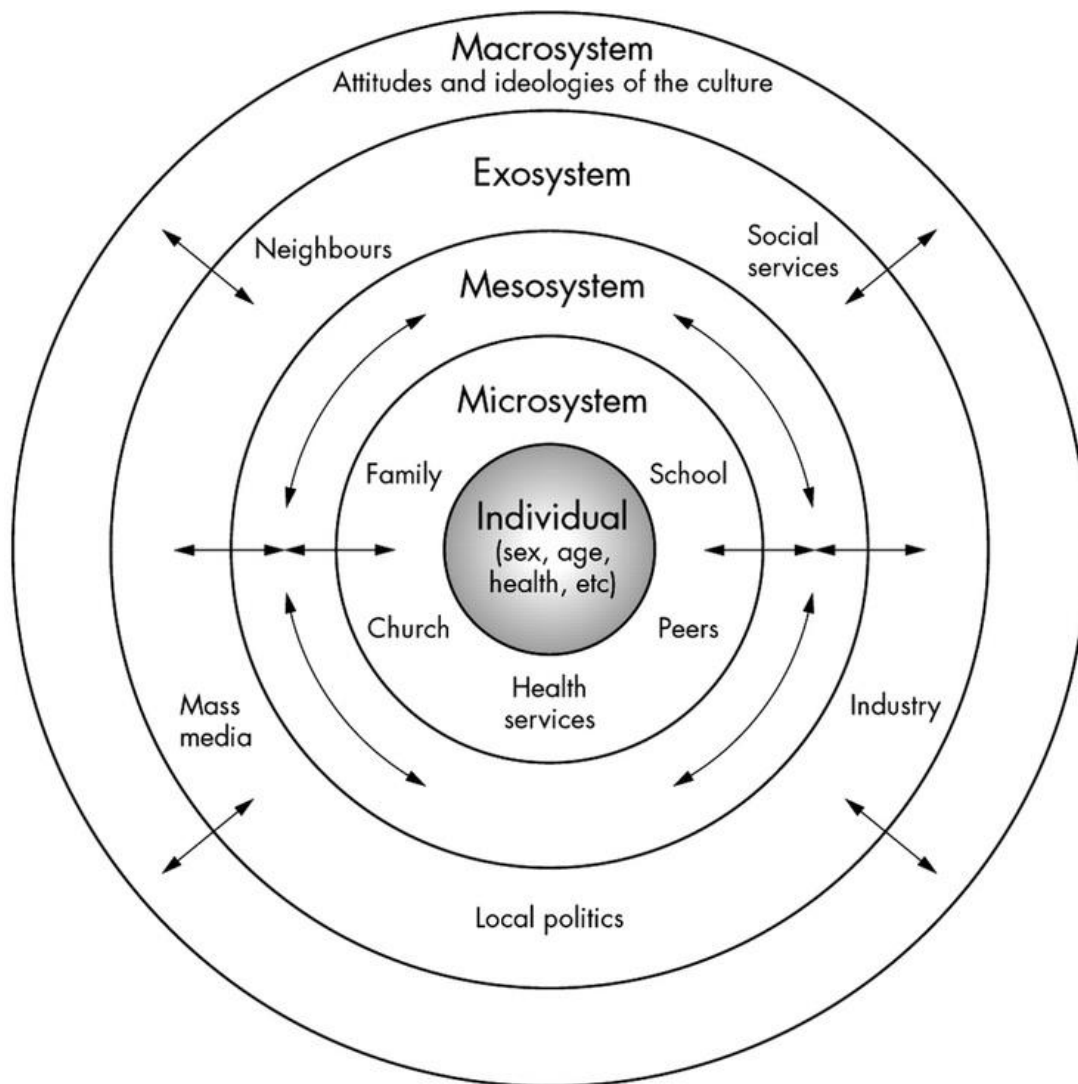 Macrosystem
Attitudes and ideologies of the culture
Exosystem
Neighbours
Social
services
Mesosystem
Microsystem
Family
School
Individual
(sex, age,
health, etc)
Church
Peers
Health
services
Mass
media
Industry
Local politics